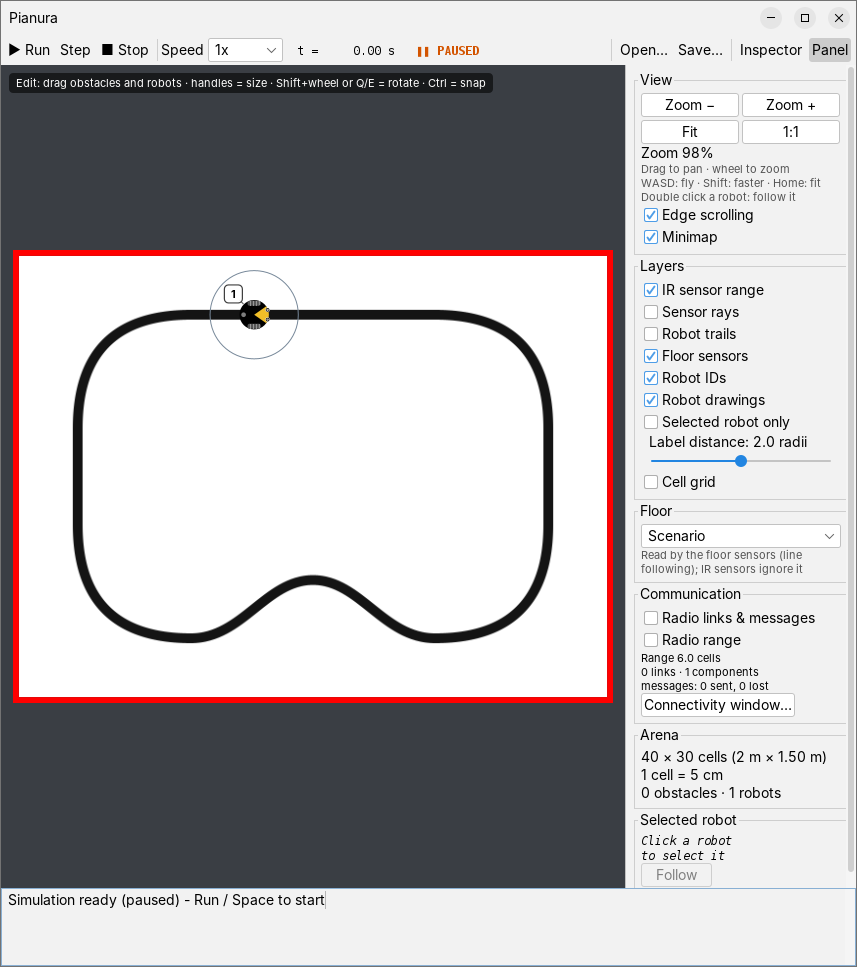 Pianura
Run Step Stop Speed 1x t = 0.00 s PAUSED Open... Save... Inspector Panel
Edit: drag obstacles and robots · handles = size · Shift+wheel or Q/E = rotate · Ctrl = snap
1
View
Zoom − Zoom +
Fit 1:1
Zoom 98%
Drag to pan · wheel to zoom
WASD: fly · Shift: faster · Home: fit
Double click a robot: follow it
Edge scrolling
Minimap
Layers
IR sensor range
Sensor rays
Robot trails
Floor sensors
Robot IDs
Robot drawings
Selected robot only
Label distance: 2.0 radii
Cell grid
Floor
Scenario
Read by the floor sensors (line
following); IR sensors ignore it
Communication
Radio links & messages
Radio range
Range 6.0 cells
0 links · 1 components
messages: 0 sent, 0 lost
Connectivity window...
Arena
40 × 30 cells (2 m × 1.50 m)
1 cell = 5 cm
0 obstacles · 1 robots
Selected robot
Click a robot
to select it
Follow
Simulation ready (paused) - Run / Space to start